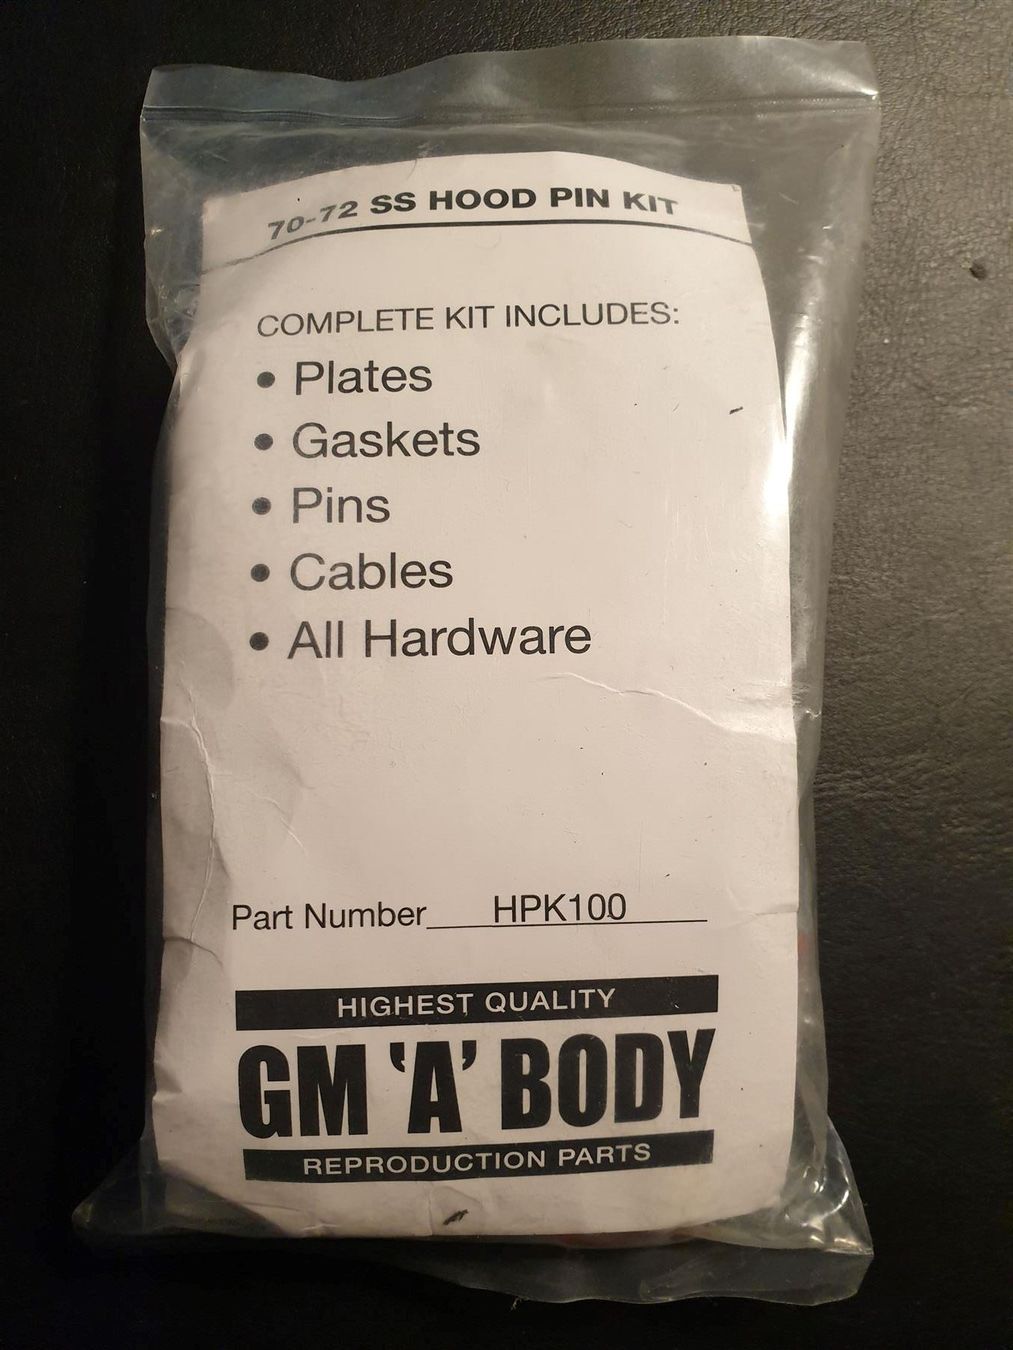 70-72 SS HOOD PIN KIT
COMPLETE KIT INCLUDES:
• Plates
• Gaskets
• Pins
• Cables
• All Hardware
Part Number HPK100
HIGHEST QUALITY
GM 'A' BODY
REPRODUCTION PARTS